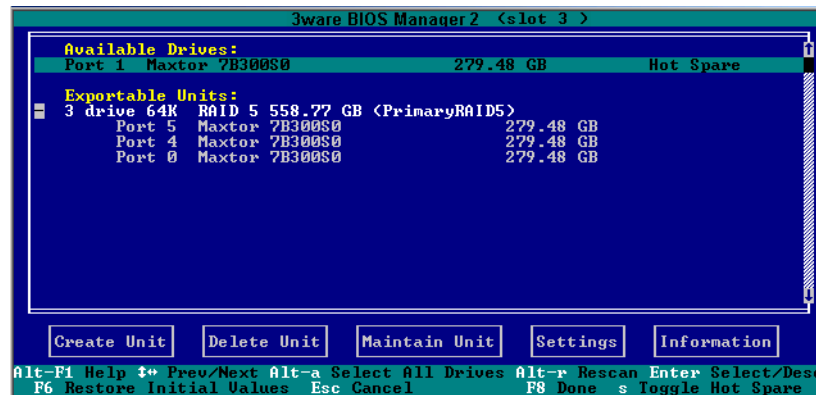 3ware BIOS Manager 2 (slot 3 )
Available Drives:
Port 1 Maxtor 7B300S0 279.48 GB Hot Spare
Exportable Units:
3 drive 64K RAID 5 558.77 GB (PrimaryRAID5)
Port 5 Maxtor 7B300S0 279.48 GB
Port 4 Maxtor 7B300S0 279.48 GB
Port 0 Maxtor 7B300S0 279.48 GB
Create Unit Delete Unit Maintain Unit Settings Information
Alt-F1 Help ↕↔ Prev/Next Alt-a Select All Drives Alt-r Rescan Enter Select/Des
F6 Restore Initial Values Esc Cancel F8 Done s Toggle Hot Spare